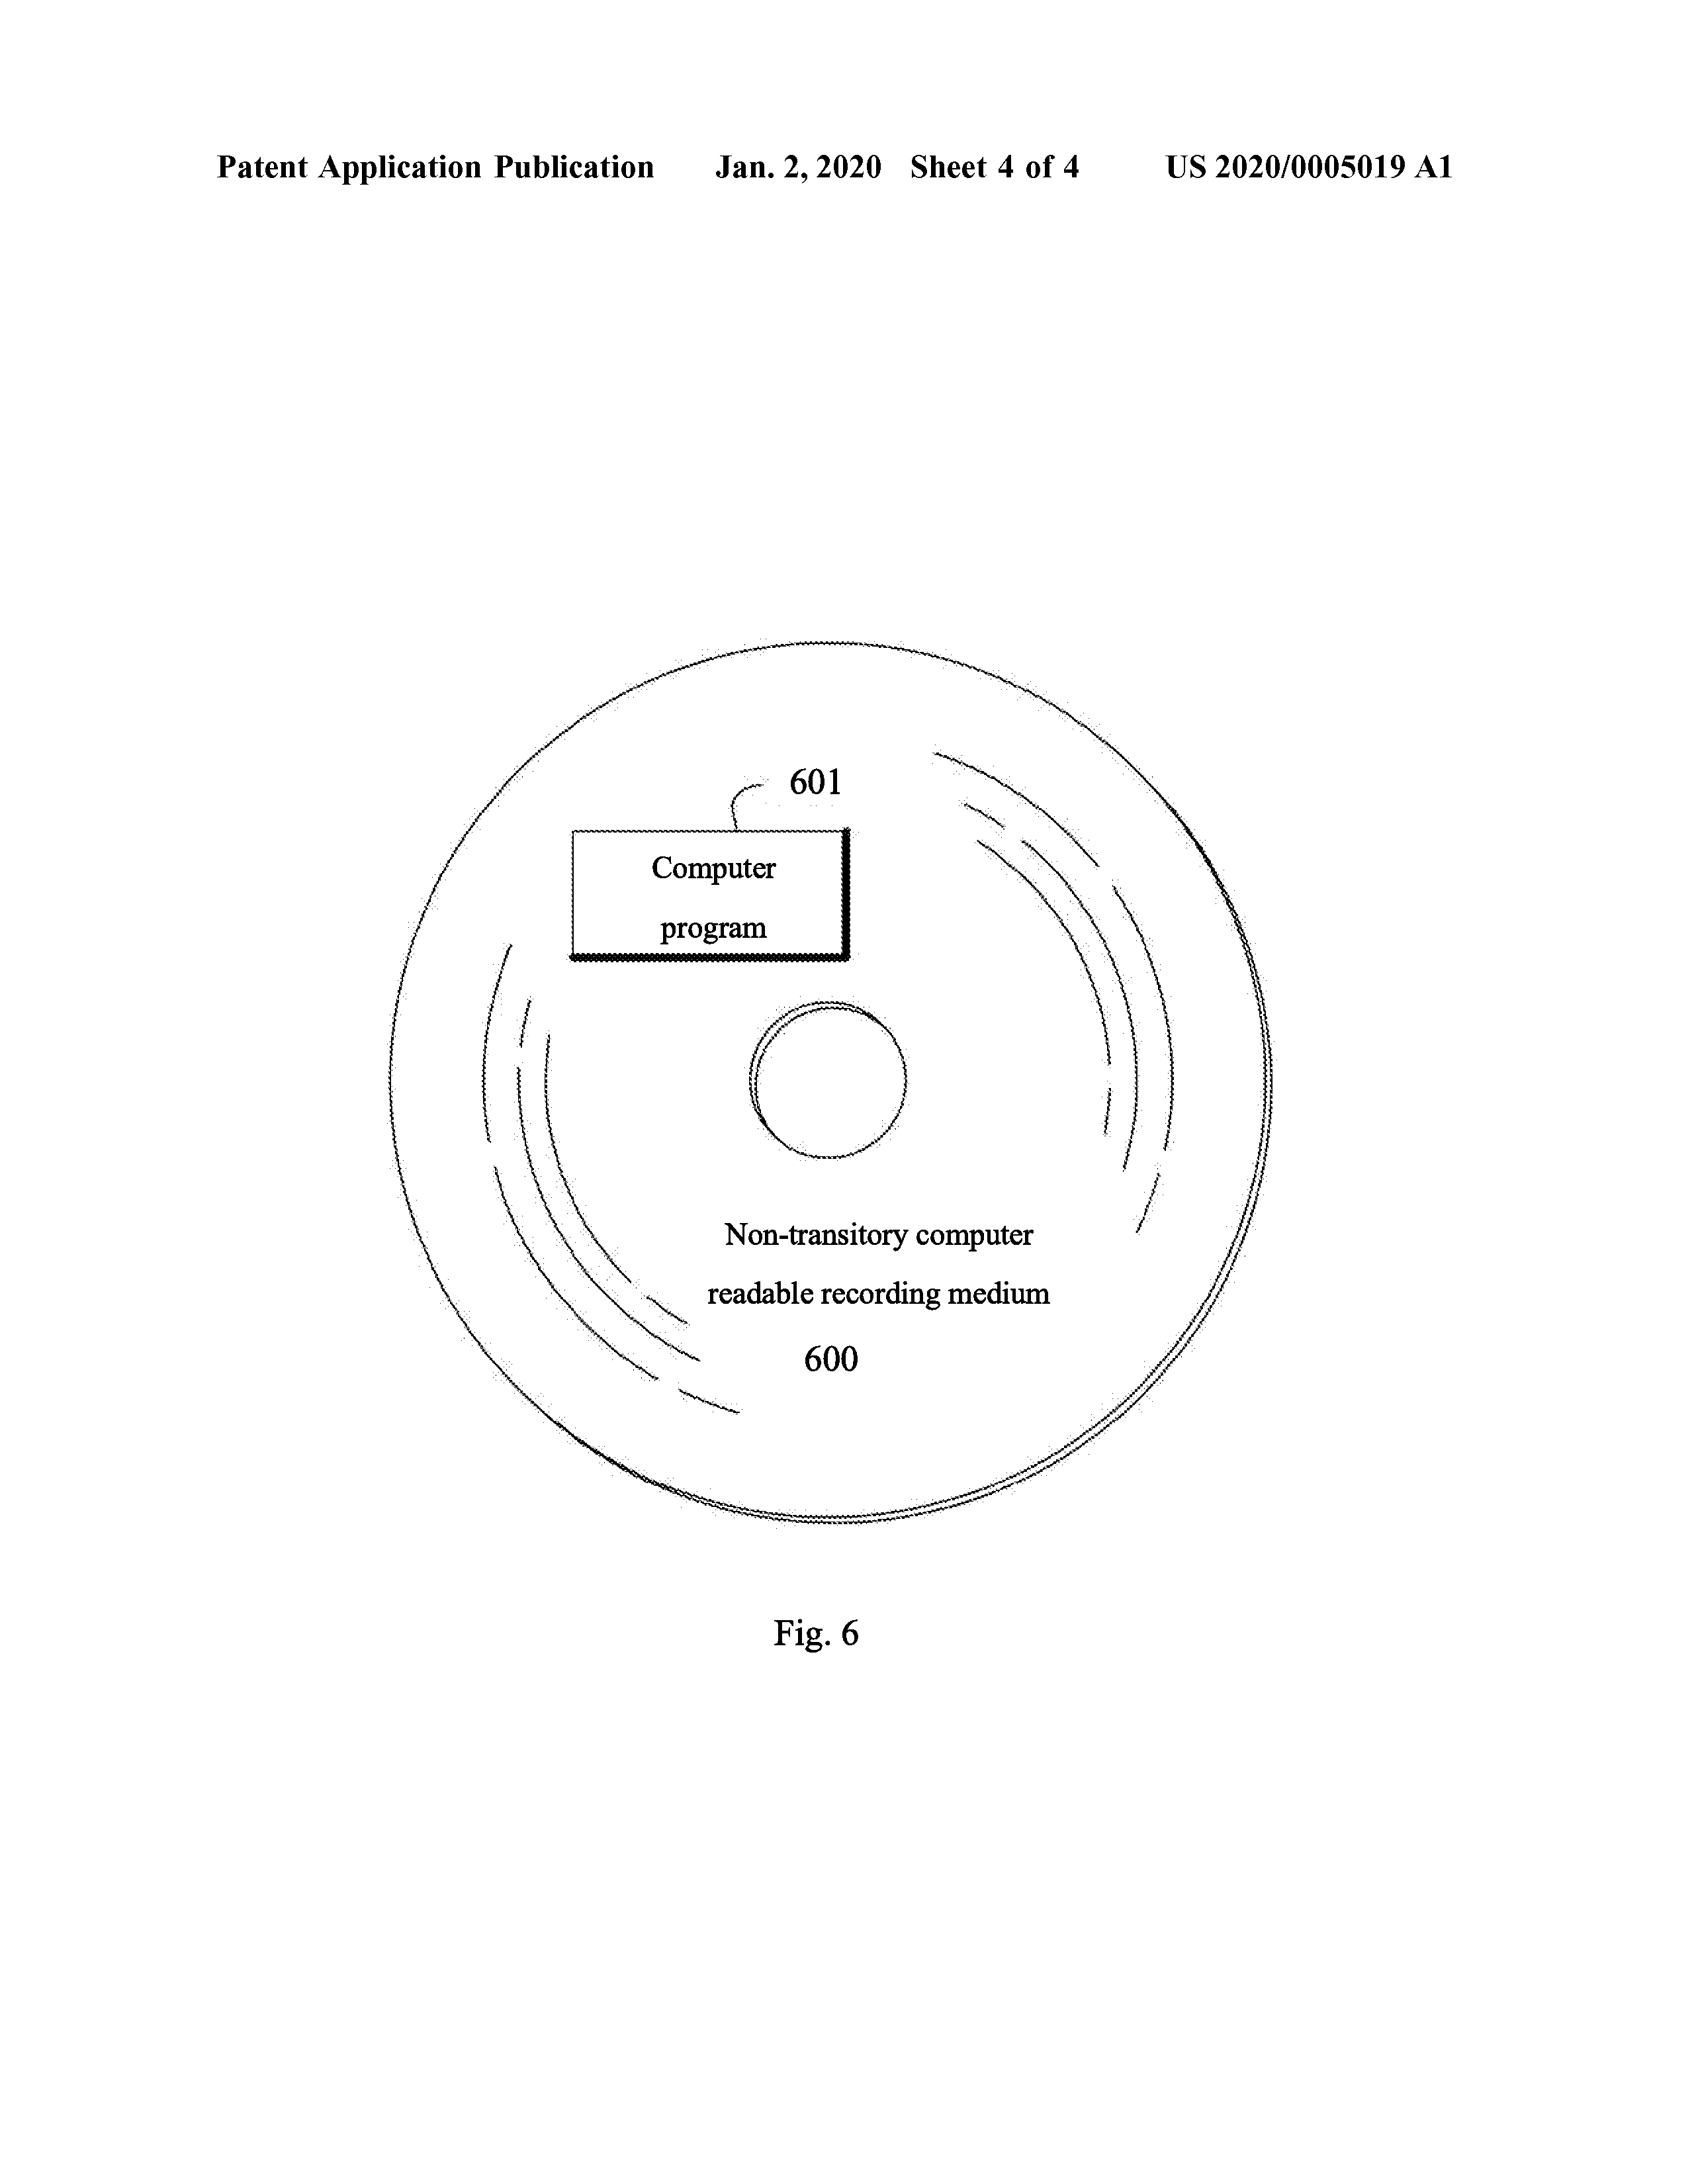 Patent Application Publication Jan. 2, 2020 Sheet 4 of 4 US 2020/0005019 A1
601
Computer
program
Non-transitory computer
readable recording medium
600
Fig. 6